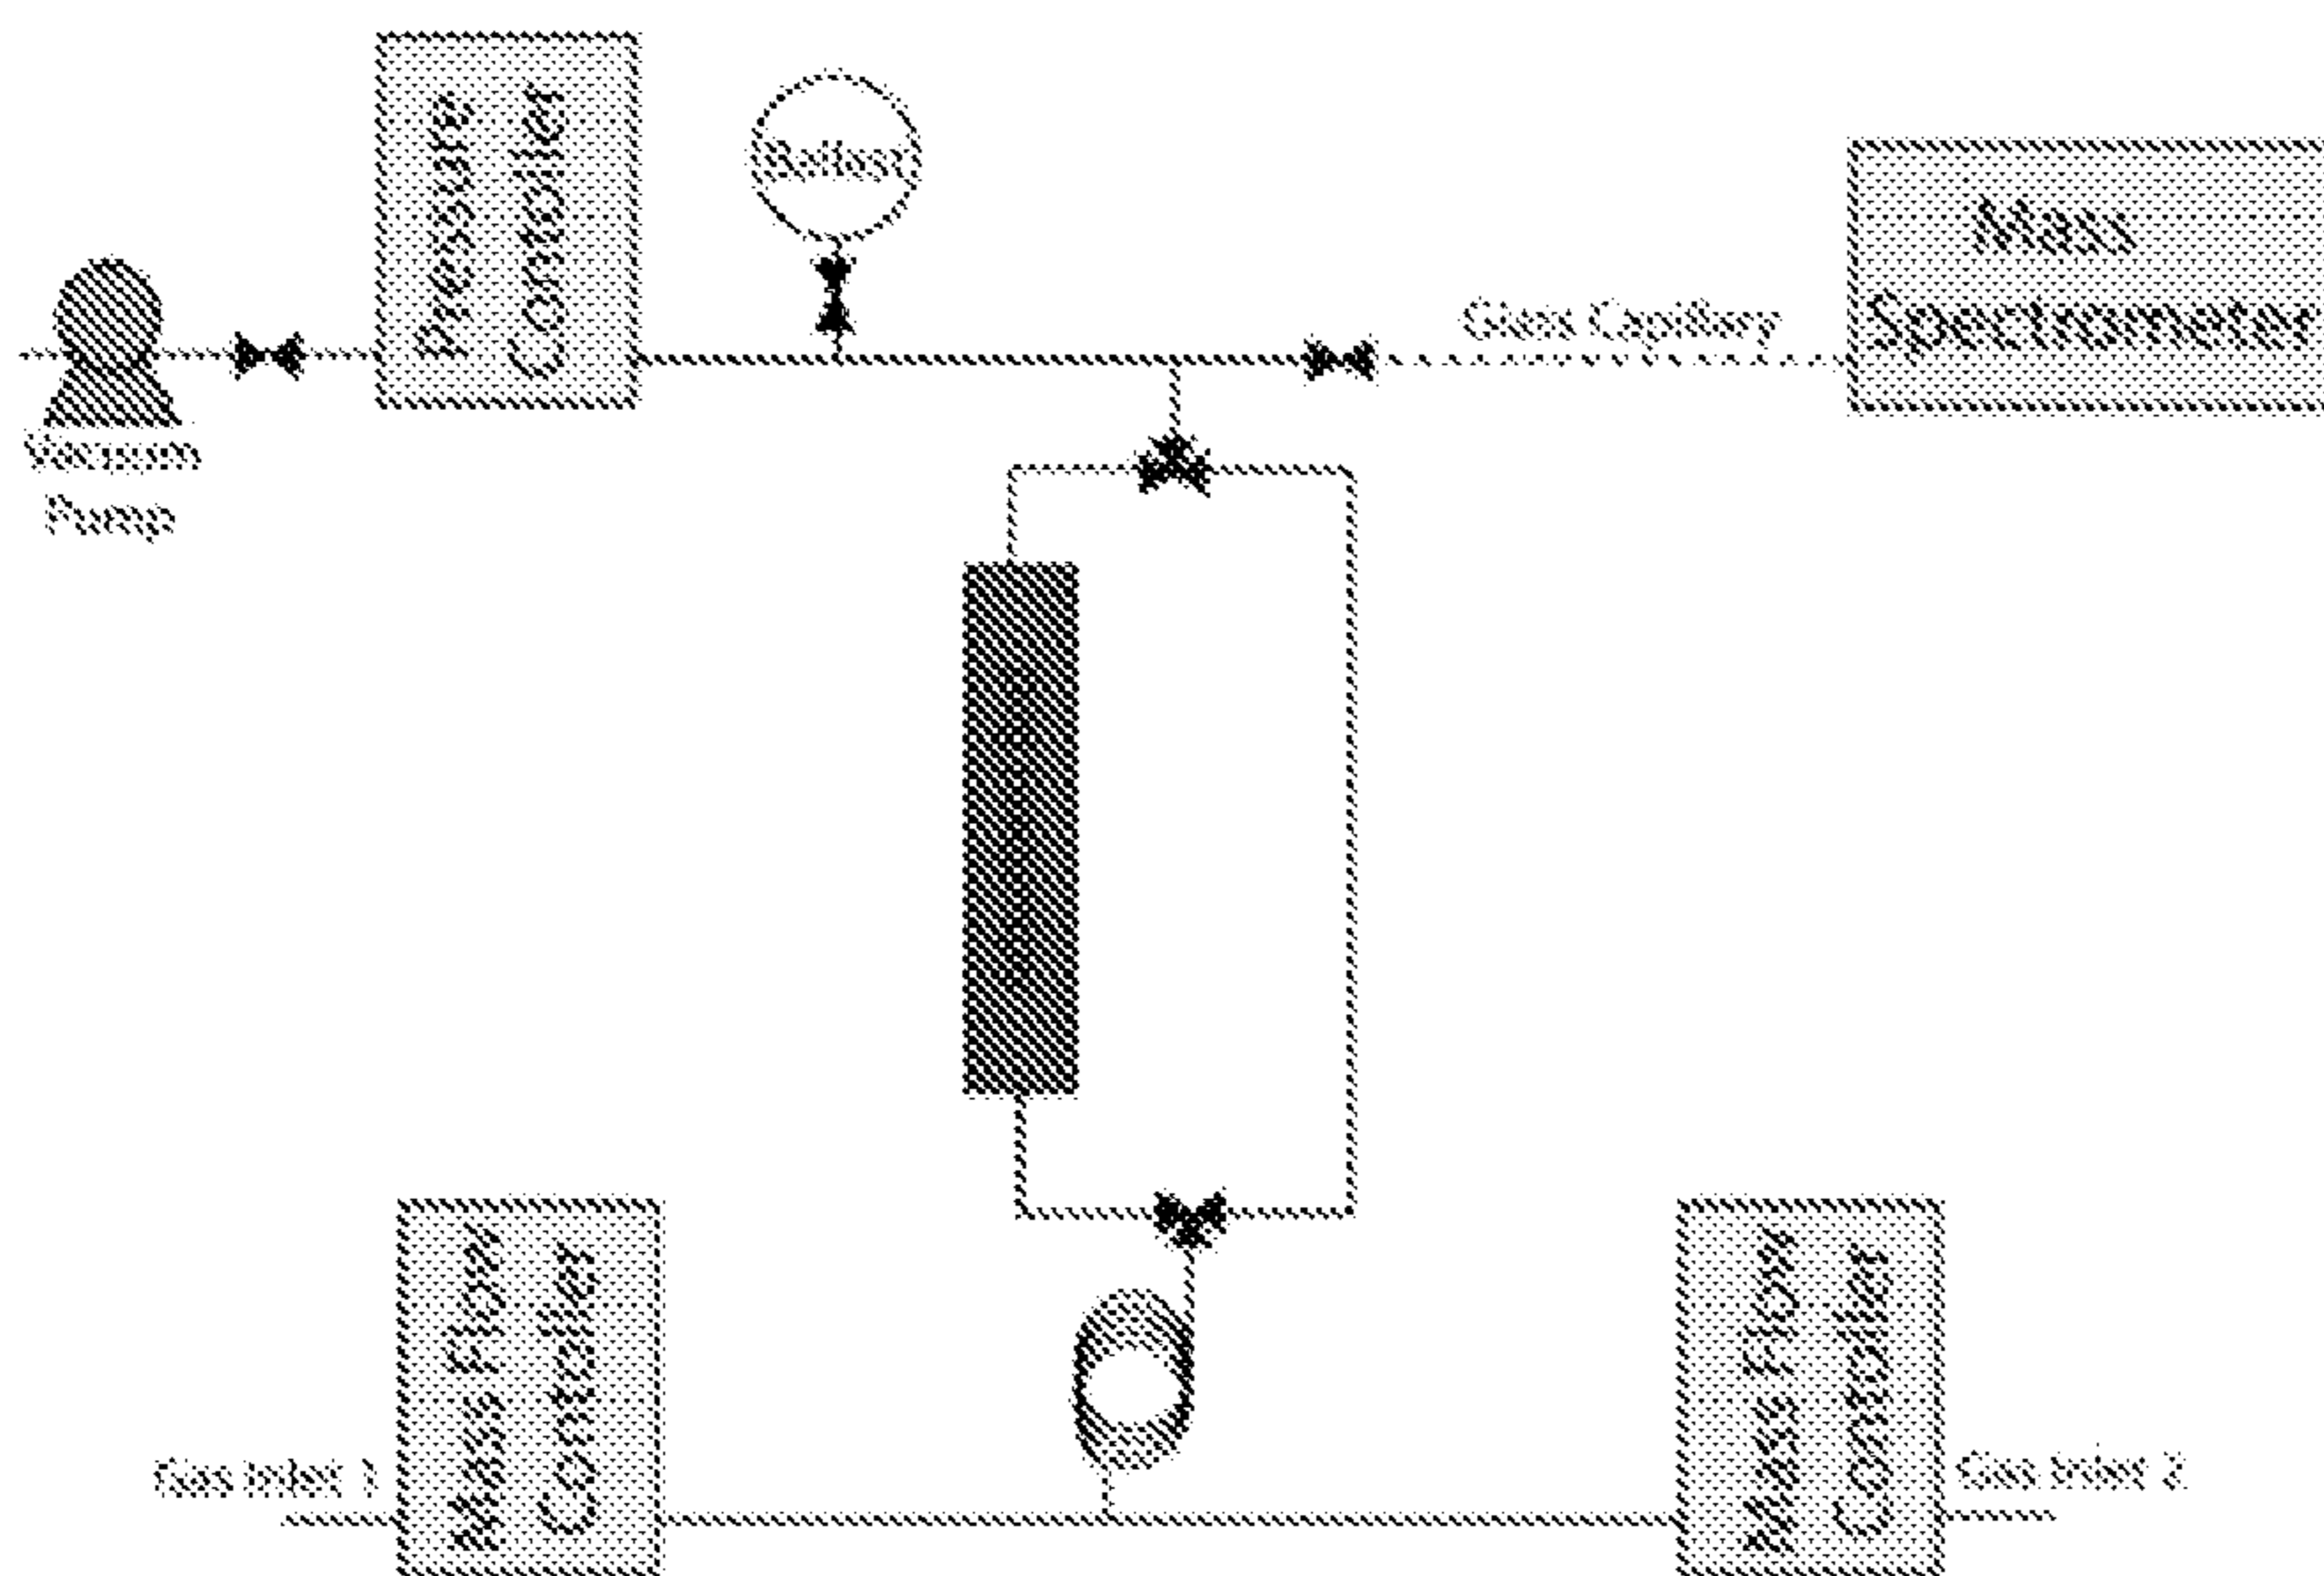 Pressure
Controller
Ballast
Mass
Spectrometer
Glass Capillary
Vacuum
Pump
Mass Flow
Controller
Mass Flow
Controller
Gas Inlet 1
Gas Inlet 2